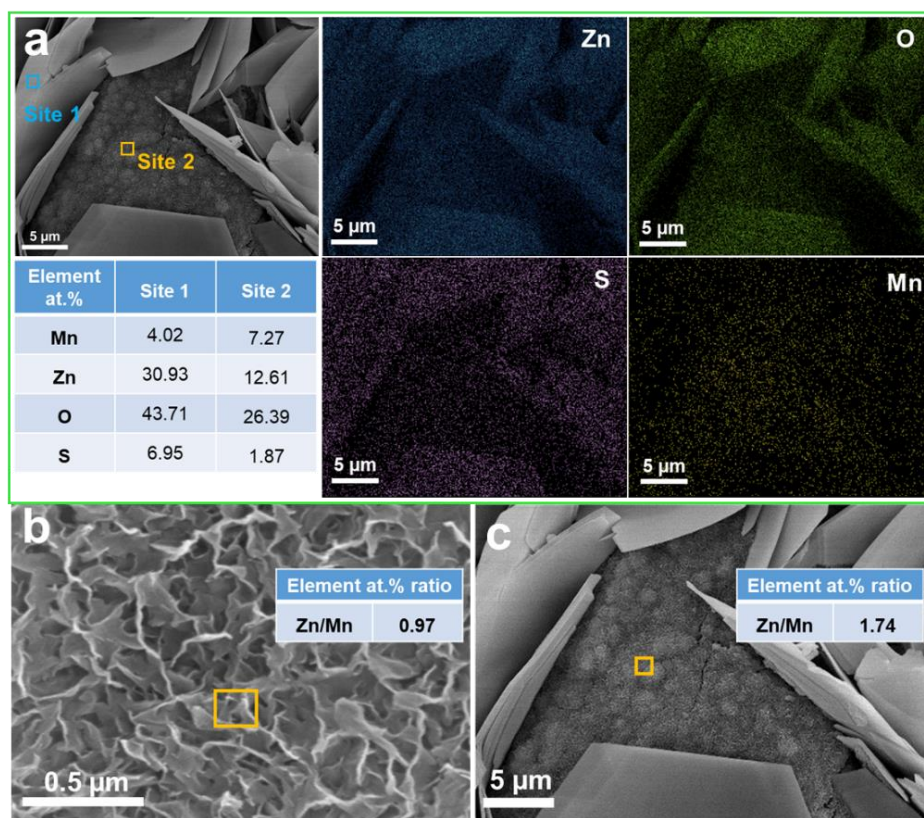 a
Site 1
Site 2
5 µm
Zn
5 µm
O
5 µm
Element at.% Site 1 Site 2
Mn 4.02 7.27
Zn 30.93 12.61
O 43.71 26.39
S 6.95 1.87
S
5 µm
Mn
5 µm
b
Element at.% ratio
Zn/Mn 0.97
0.5 µm
c
Element at.% ratio
Zn/Mn 1.74
5 µm